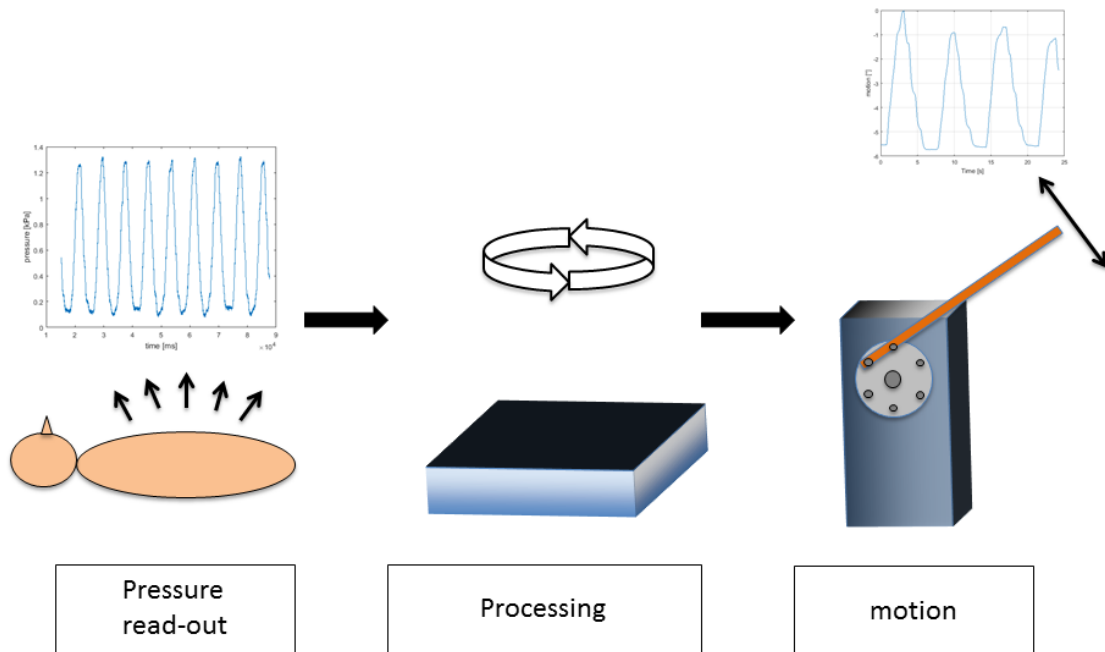 1.4
1.2
1
0.8
0.6
0.4
0.2
0
pressure [kPa]
1 2 3 4 5 6 7 8 9
time [ms]
×10^4
0
-1
-2
-3
-4
-5
-6
motion [°]
0 5 10 15 20 25
Time [s]
Pressure
read-out
Processing
motion